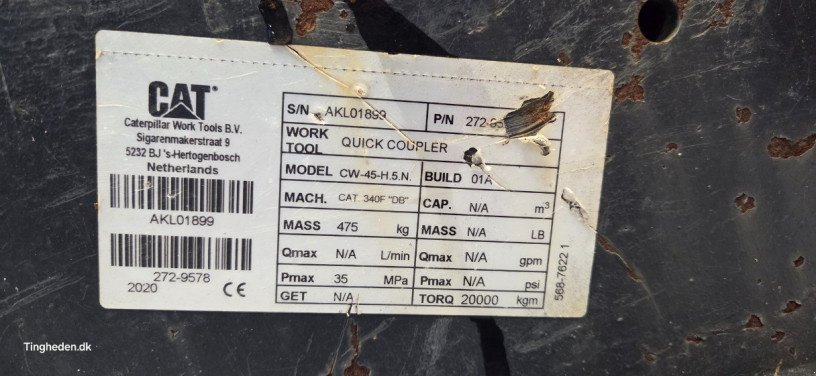 CAT
Caterpillar Work Tools B.V.
Sigarenmakerstraat 9
5232 BJ 's-Hertogenbosch
Netherlands
AKL01899
272-9578
2020 CE
S/N AKL01899 P/N
WORK TOOL QUICK COUPLER
MODEL CW-45-H.5.N. BUILD 01A
MACH. CAT 340F "DB" CAP. N/A m³
MASS 475 kg MASS N/A LB
Qmax N/A L/min Qmax N/A gpm
Pmax 35 MPa Pmax N/A psi
GET N/A TORQ 20000 kgm
568-7622 1
Tingheden.dk